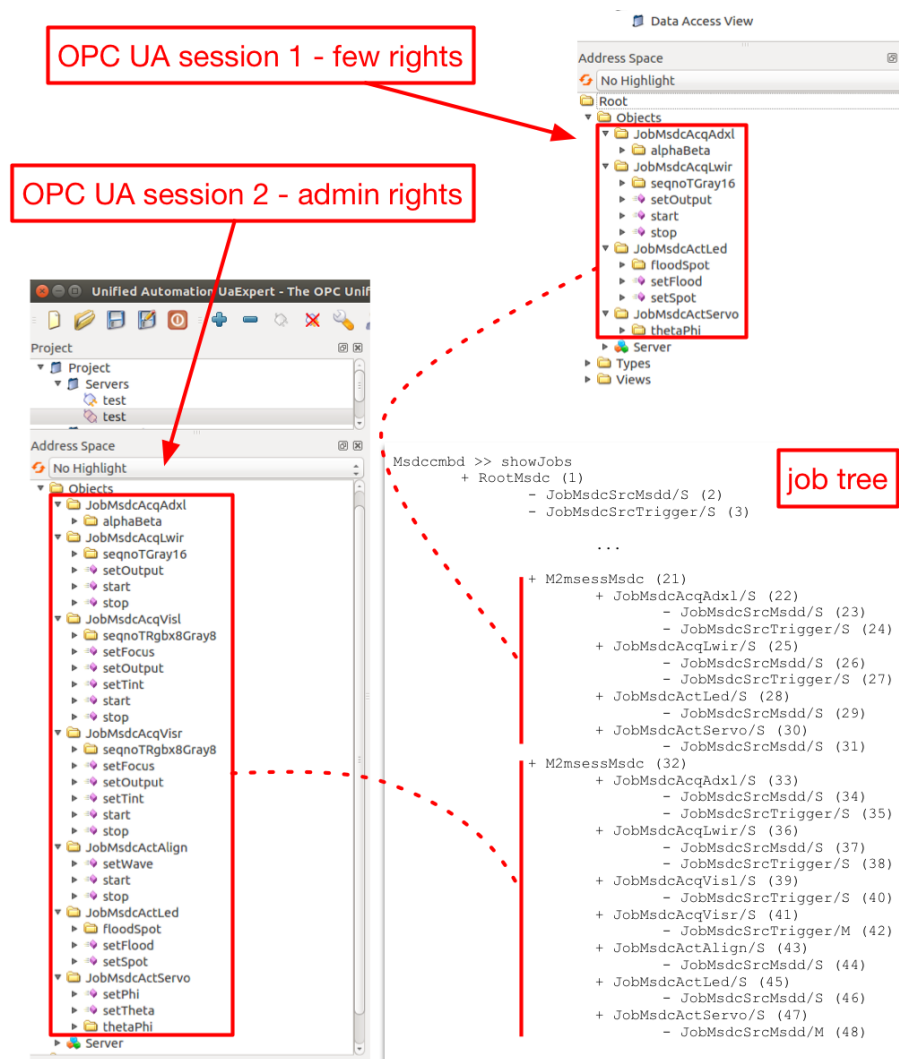 OPC UA session 1 - few rights
Data Access View
Address Space
No Highlight
Root
Objects
JobMsdcAcqAdxl
alphaBeta
JobMsdcAcqLwir
seqnoTGray16
setOutput
start
stop
JobMsdcActLed
floodSpot
setFlood
setSpot
JobMsdcActServo
thetaPhi
Server
Types
Views
OPC UA session 2 - admin rights
Unified Automation UaExpert - The OPC Unif
Project
Project
Servers
test
test
Address Space
No Highlight
Objects
JobMsdcAcqAdxl
alphaBeta
JobMsdcAcqLwir
seqnoTGray16
setOutput
start
stop
JobMsdcAcqVisl
seqnoTRgbx8Gray8
setFocus
setOutput
setTint
start
stop
JobMsdcAcqVisr
seqnoTRgbx8Gray8
setFocus
setOutput
setTint
start
stop
JobMsdcActAlign
setWave
start
stop
JobMsdcActLed
floodSpot
setFlood
setSpot
JobMsdcActServo
setPhi
setTheta
thetaPhi
Server
job tree
Msdccmbd >> showJobs
+ RootMsdc (1)
- JobMsdcSrcMsdd/S (2)
- JobMsdcSrcTrigger/S (3)
...
+ M2msessMsdc (21)
+ JobMsdcAcqAdxl/S (22)
- JobMsdcSrcMsdd/S (23)
- JobMsdcSrcTrigger/S (24)
+ JobMsdcAcqLwir/S (25)
- JobMsdcSrcMsdd/S (26)
- JobMsdcSrcTrigger/S (27)
+ JobMsdcActLed/S (28)
- JobMsdcSrcMsdd/S (29)
+ JobMsdcActServo/S (30)
- JobMsdcSrcMsdd/S (31)
+ M2msessMsdc (32)
+ JobMsdcAcqAdxl/S (33)
- JobMsdcSrcMsdd/S (34)
- JobMsdcSrcTrigger/S (35)
+ JobMsdcAcqLwir/S (36)
- JobMsdcSrcMsdd/S (37)
- JobMsdcSrcTrigger/S (38)
+ JobMsdcAcqVisl/S (39)
- JobMsdcSrcTrigger/S (40)
+ JobMsdcAcqVisr/S (41)
- JobMsdcSrcTrigger/M (42)
+ JobMsdcActAlign/S (43)
- JobMsdcSrcMsdd/S (44)
+ JobMsdcActLed/S (45)
- JobMsdcSrcMsdd/S (46)
+ JobMsdcActServo/S (47)
- JobMsdcSrcMsdd/M (48)